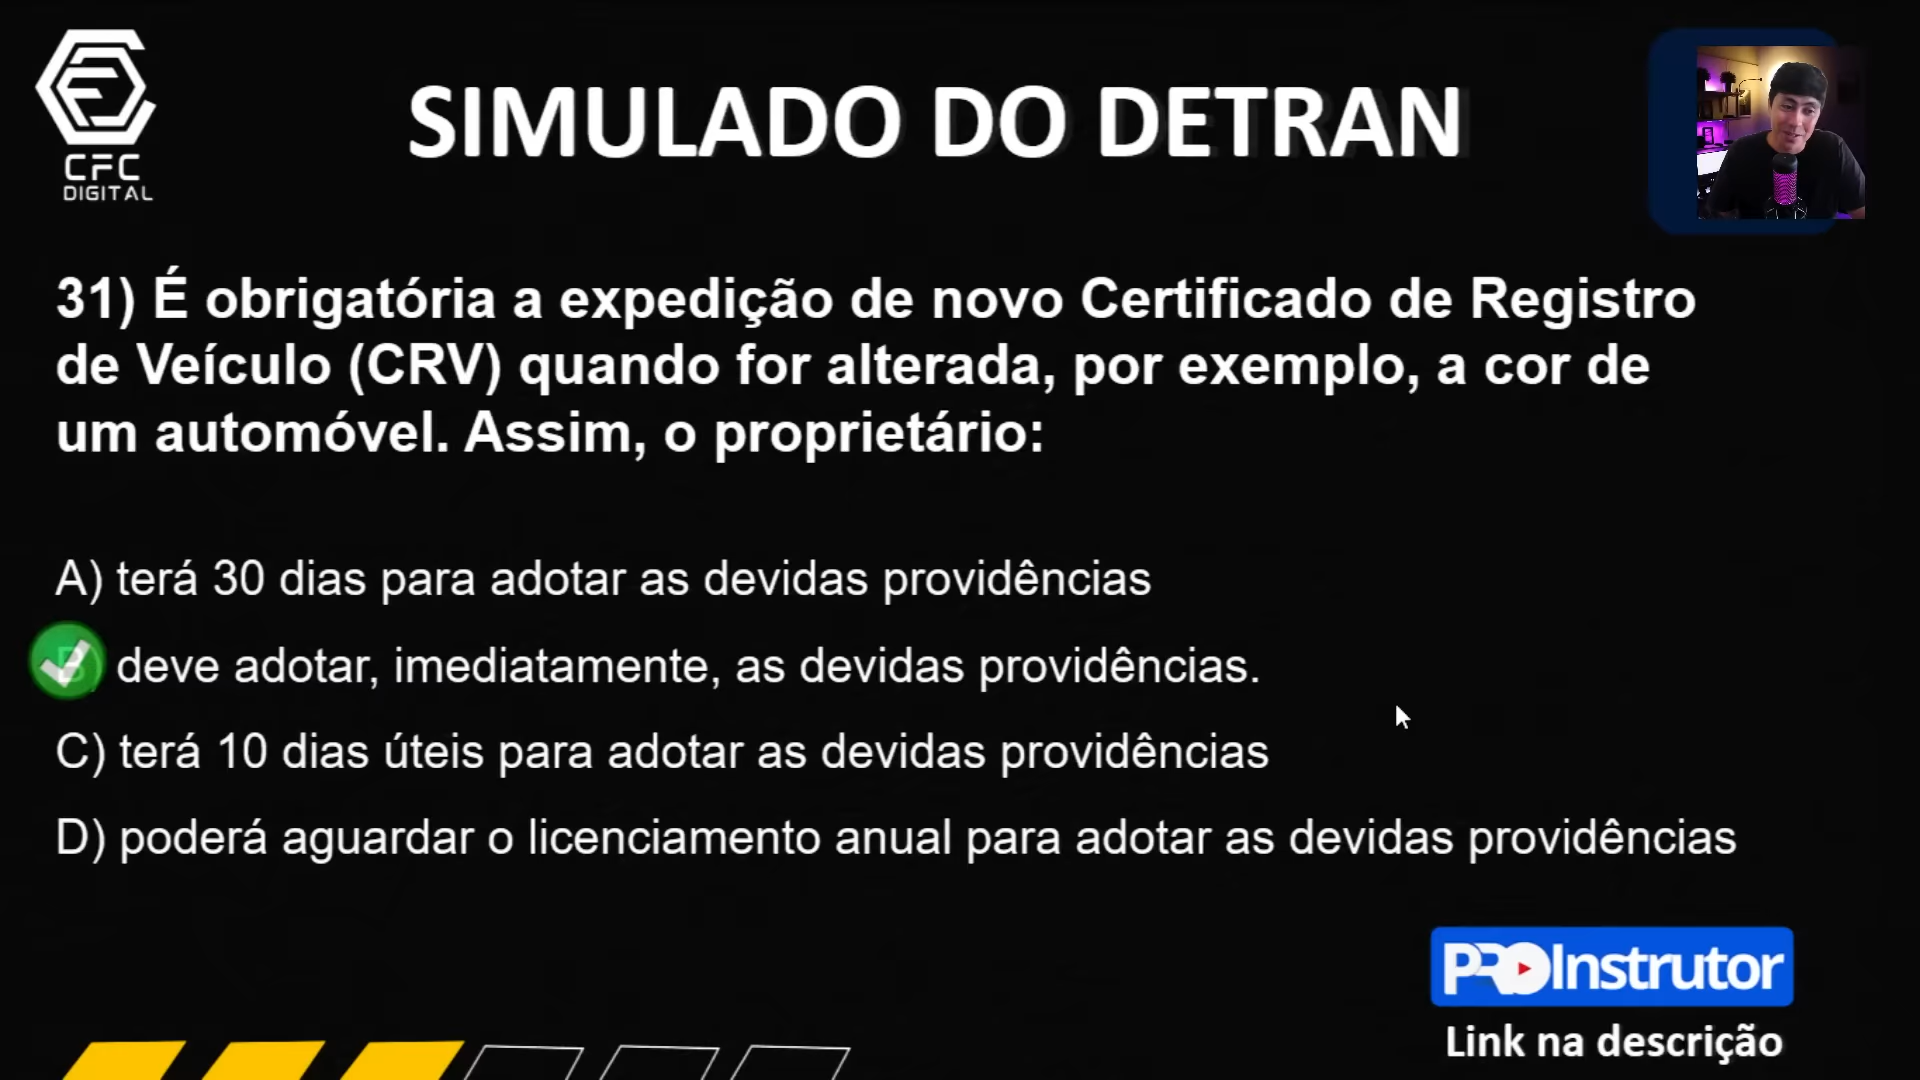 CFC
DIGITAL
SIMULADO DO DETRAN
31) É obrigatória a expedição de novo Certificado de Registro
de Veículo (CRV) quando for alterada, por exemplo, a cor de
um automóvel. Assim, o proprietário:
A) terá 30 dias para adotar as devidas providências
B) deve adotar, imediatamente, as devidas providências.
C) terá 10 dias úteis para adotar as devidas providências
D) poderá aguardar o licenciamento anual para adotar as devidas providências
PROInstrutor
Link na descrição